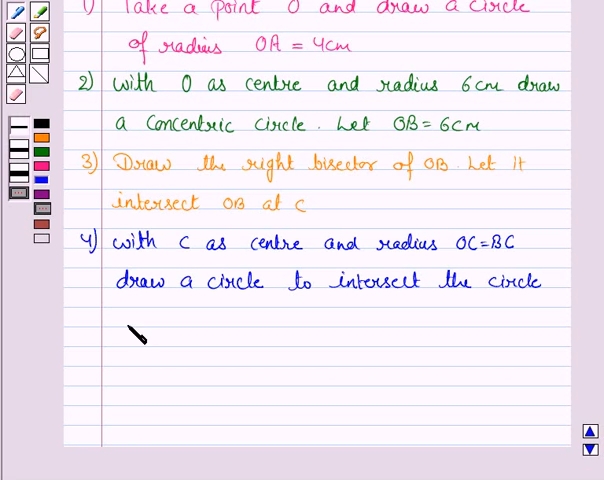 1) Take a point O and draw a circle
of radius OA = 4cm
2) with O as centre and radius 6cm draw
a concentric circle. Let OB = 6cm
3) Draw the right bisector of OB. Let it
intersect OB at C
4) with C as centre and radius OC=BC
draw a circle to intersect the circle